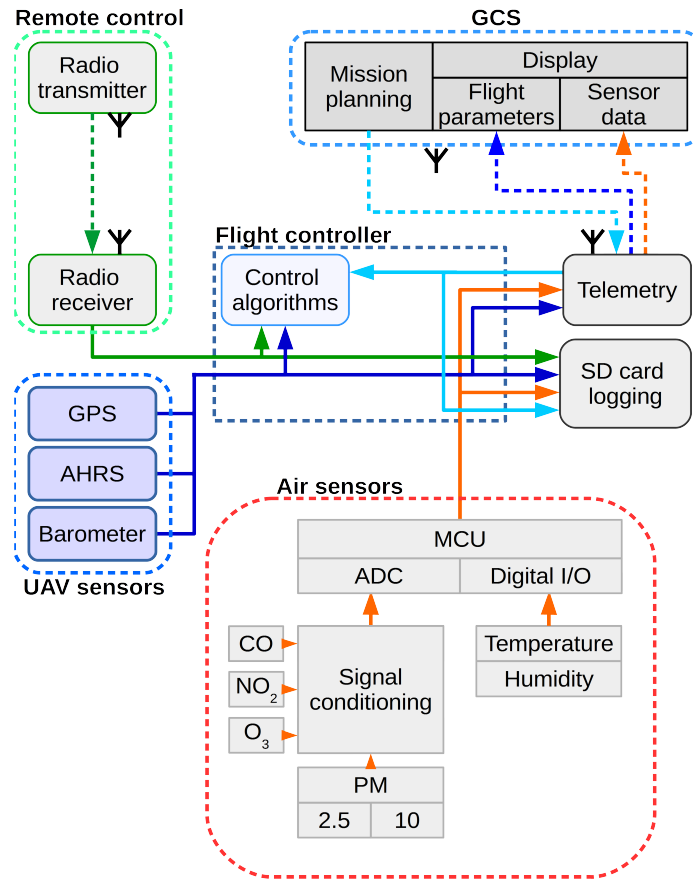 Remote control
Radio
transmitter
Radio
receiver
GCS
Mission
planning
Display
Flight
parameters
Sensor
data
Flight controller
Control
algorithms
Telemetry
SD card
logging
GPS
AHRS
Barometer
UAV sensors
Air sensors
MCU
ADC
Digital I/O
CO
NO2
O3
Signal
conditioning
Temperature
Humidity
PM
2.5
10